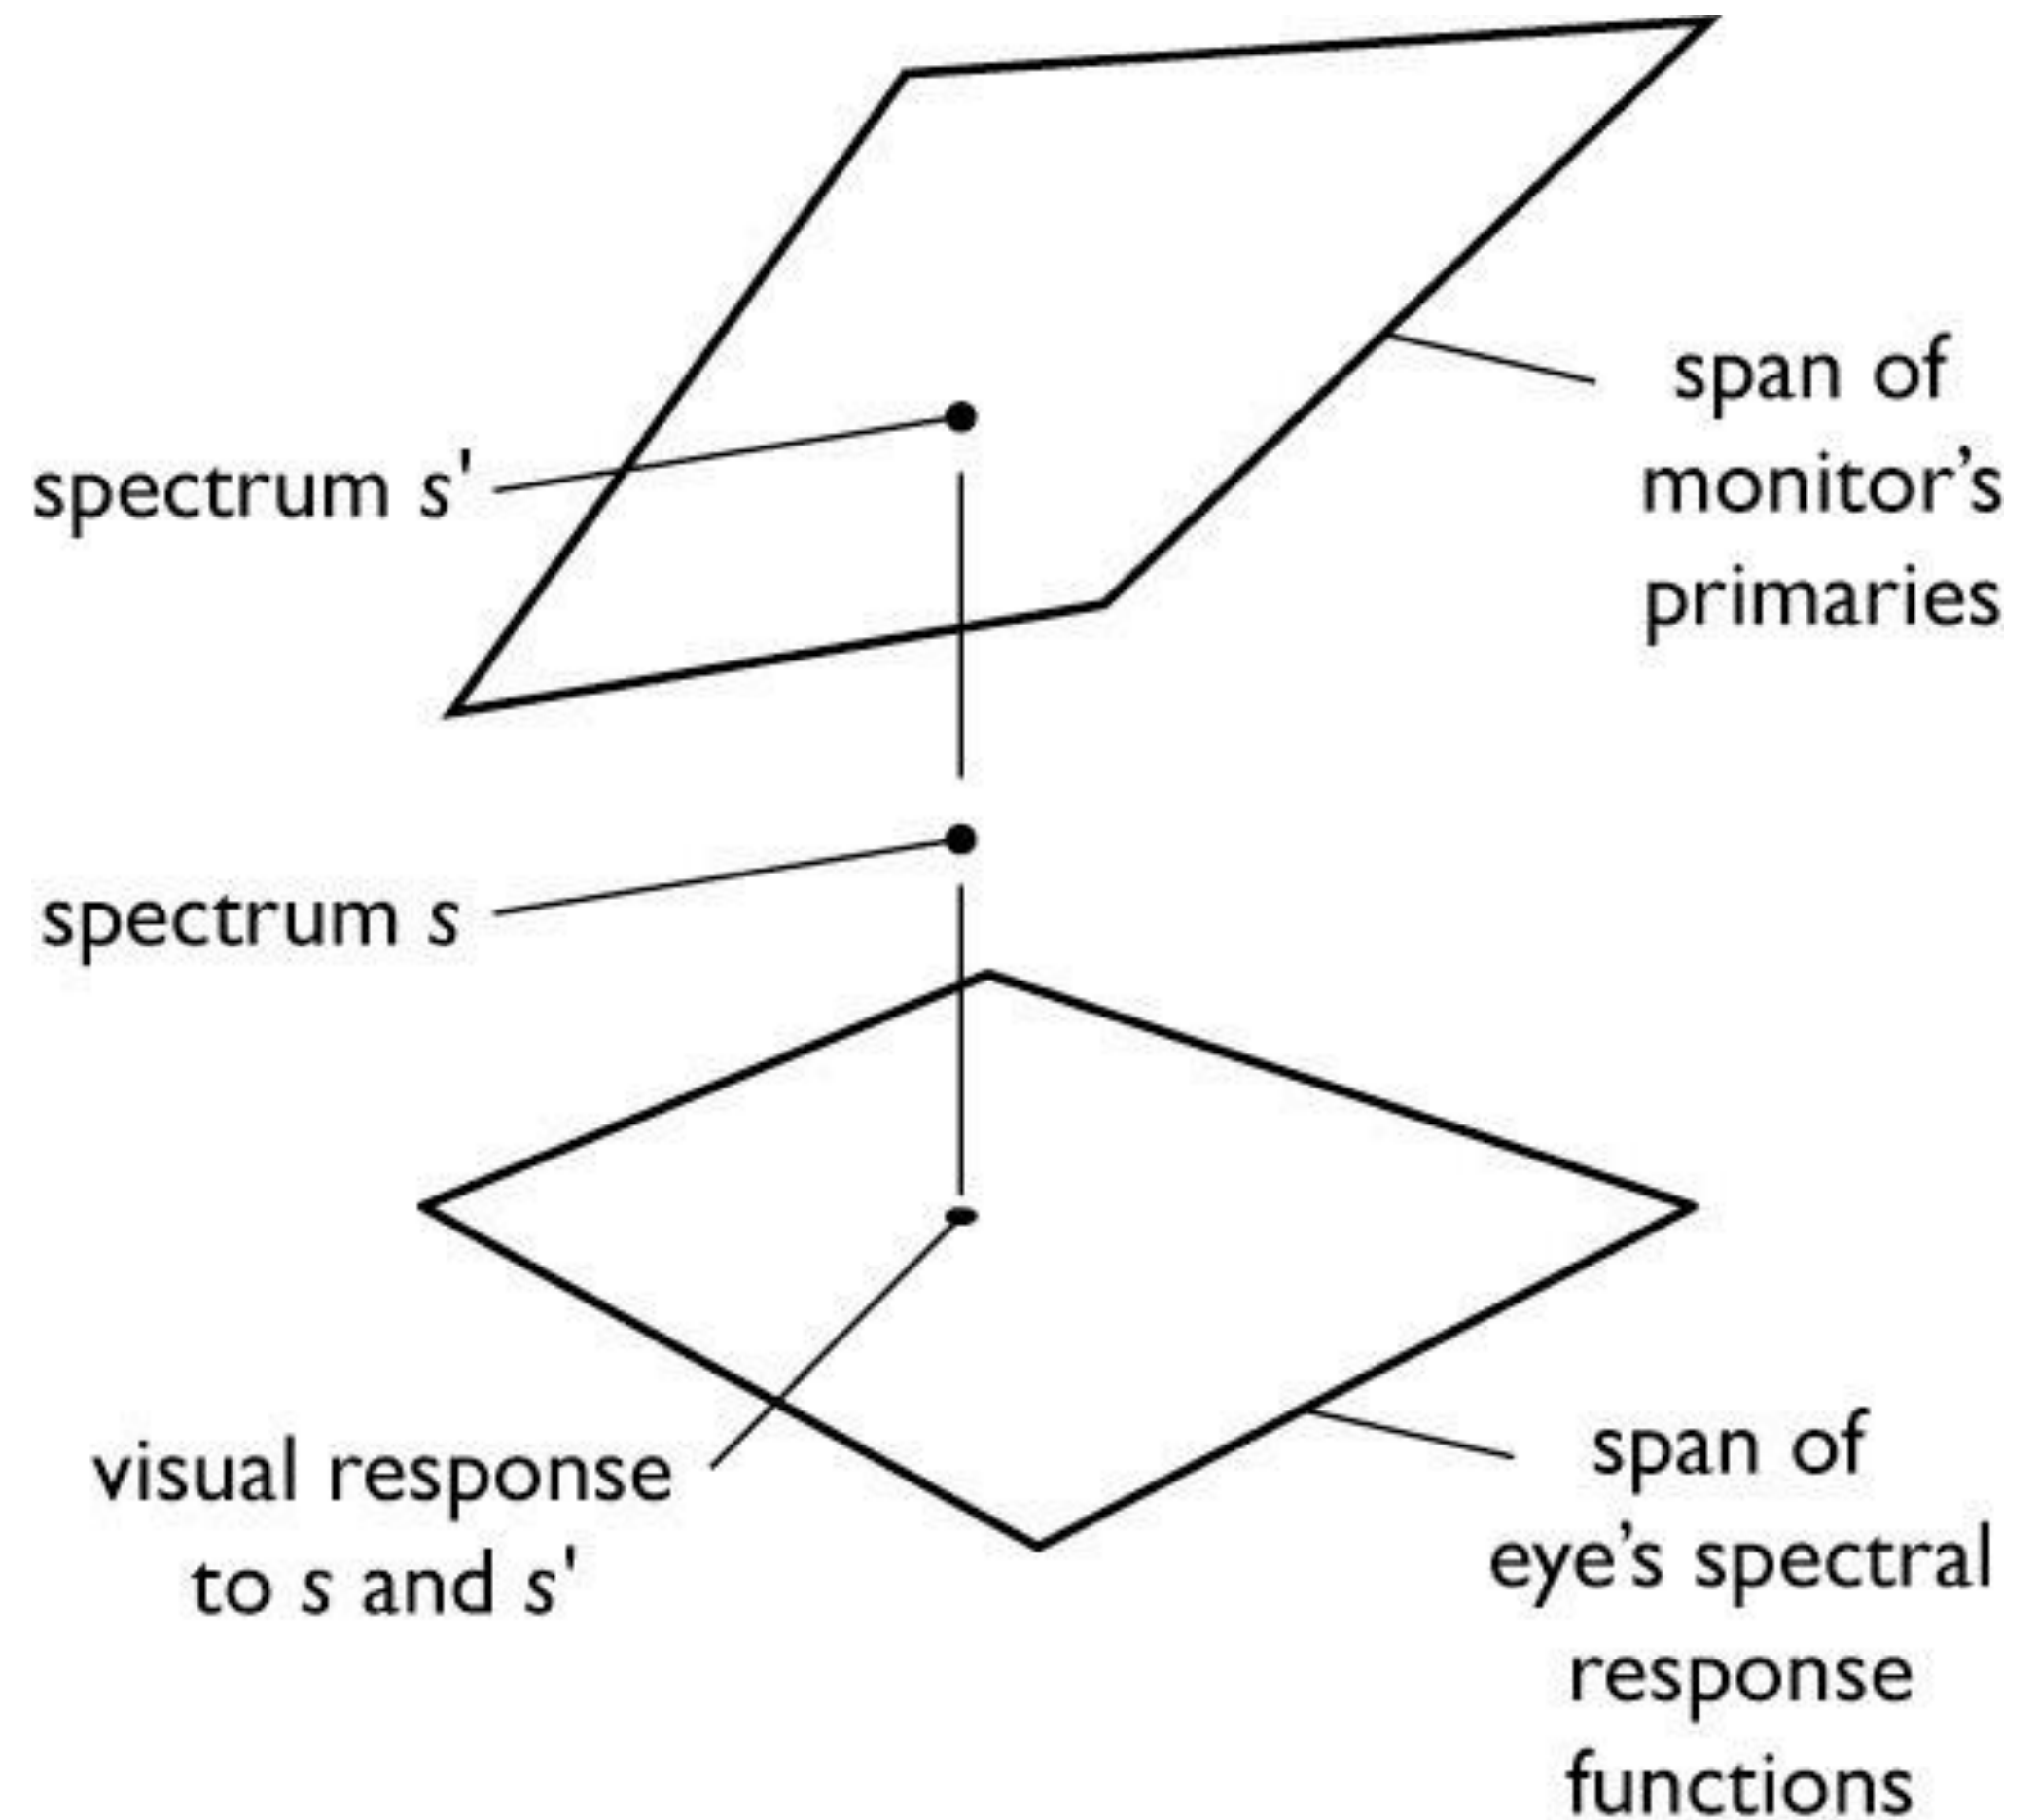 span of
monitor’s
primaries
spectrum s'
spectrum s
visual response
to s and s'
span of
eye’s spectral
response
functions